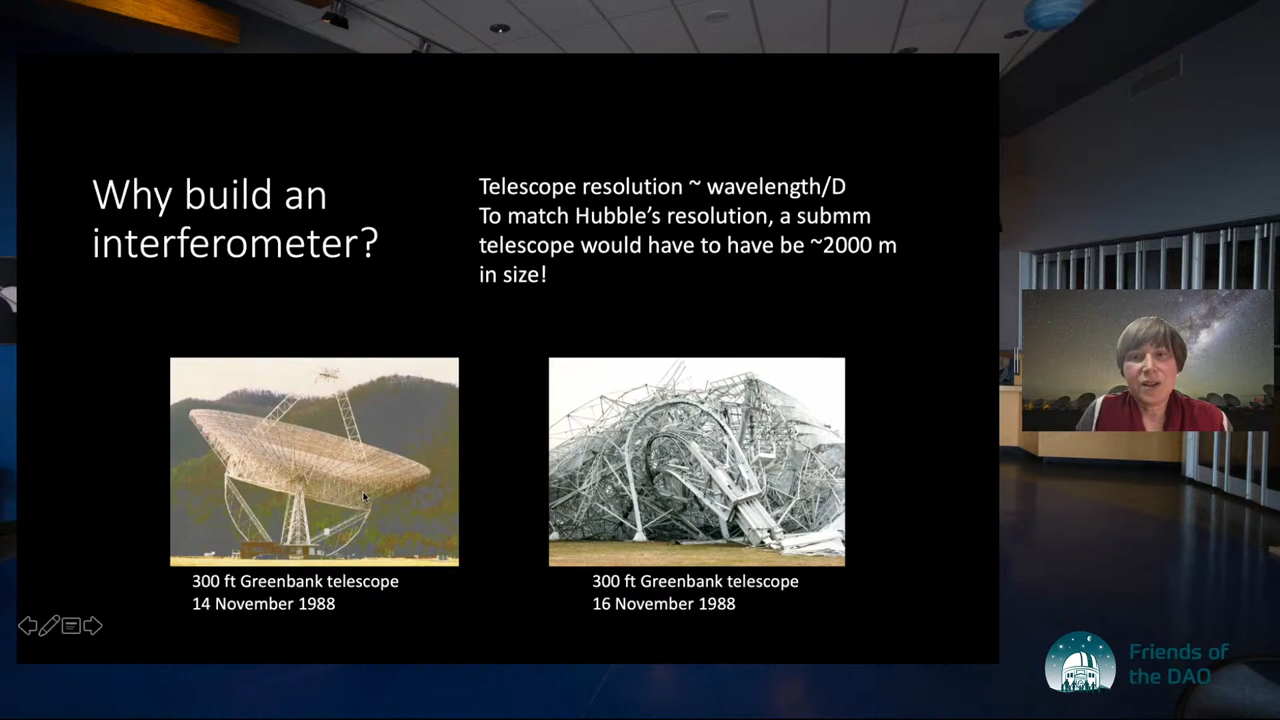 Why build an
interferometer?
Telescope resolution ~ wavelength/D
To match Hubble's resolution, a submm
telescope would have to have be ~2000 m
in size!
300 ft Greenbank telescope
14 November 1988
300 ft Greenbank telescope
16 November 1988
Friends of
the DAO